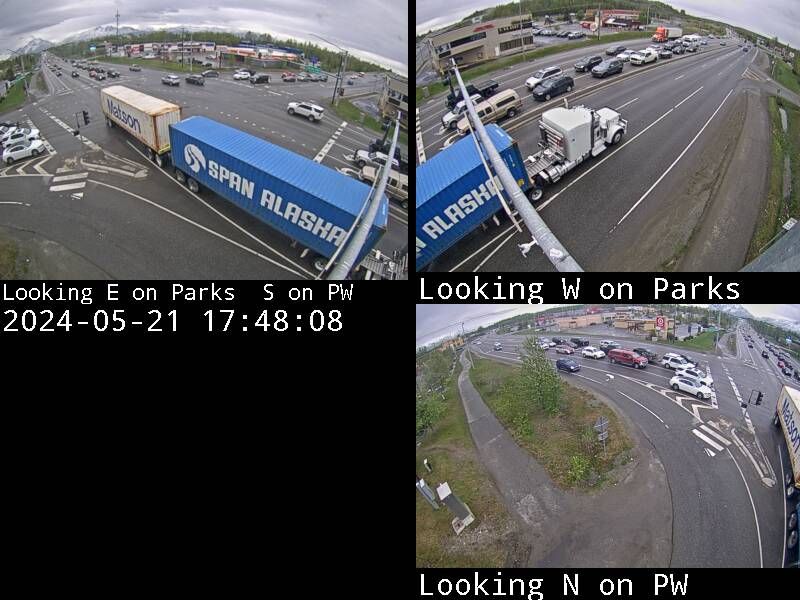 Matson
SPAN ALASKA
Looking E on Parks  S on PW
2024-05-21 17:48:08
N ALASKA
Looking W on Parks
Matson
Looking N on PW